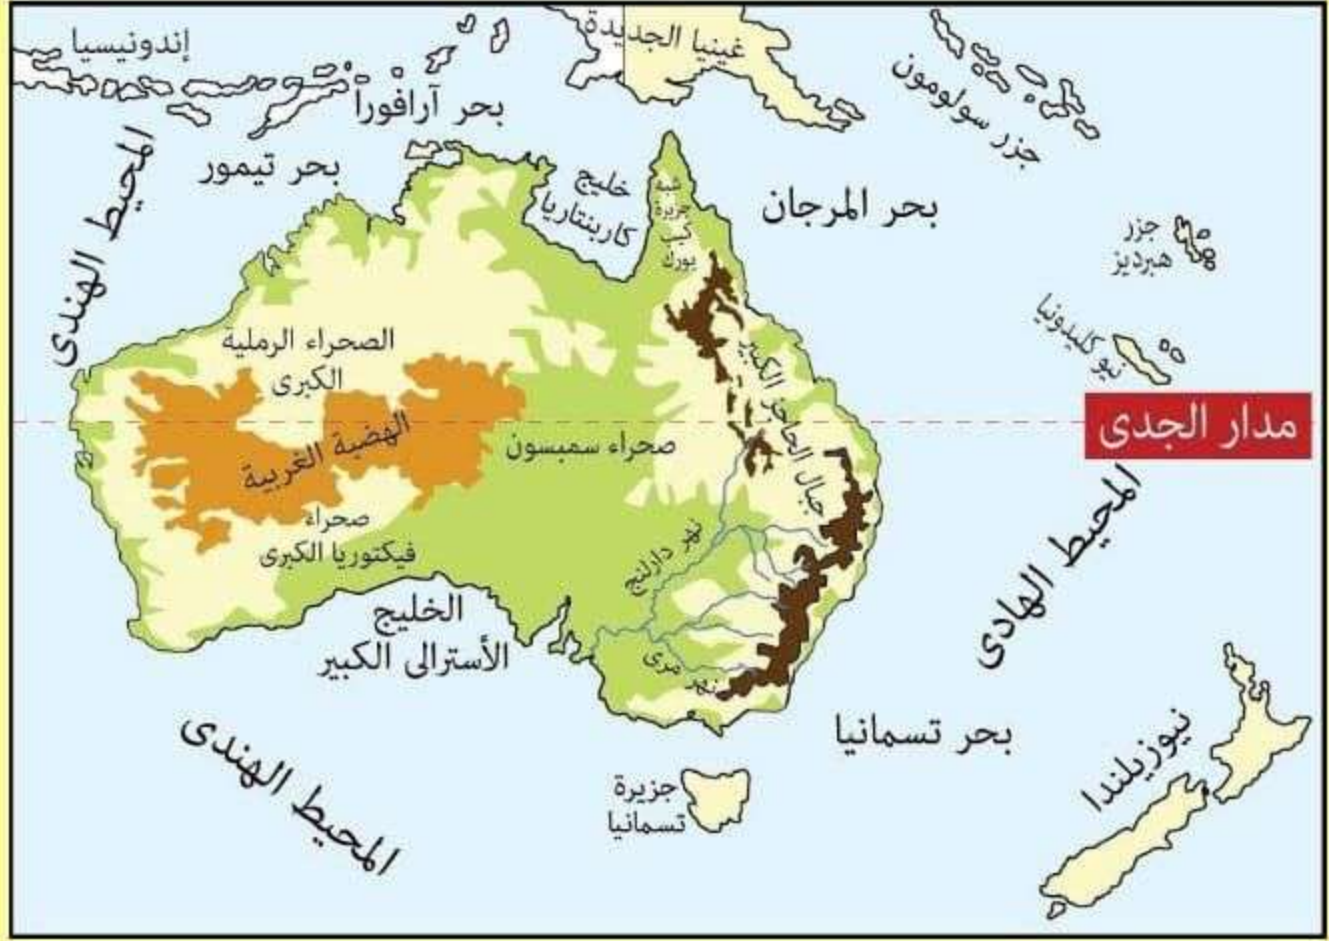 إندونيسيا
غينيا الجديدة
جزر سولومون
بحر آرافورا
بحر تيمور
المحيط الهندى
خليج
كاربنتاريا
شبه
جزيرة
كيب
يورك
بحر المرجان
جزر
هبرديز
نيوكليدونيا
الصحراء الرملية
الكبرى
الهضبة الغربية
صحراء سمبسون
جبال الحاجز الكبير
مدار الجدى
صحراء
فيكتوريا الكبرى
نهر دارلنج
المحيط الهادى
الخليج
الأسترالى الكبير
نهر مرى
بحر تسمانيا
نيوزيلندا
المحيط الهندى
جزيرة
تسمانيا